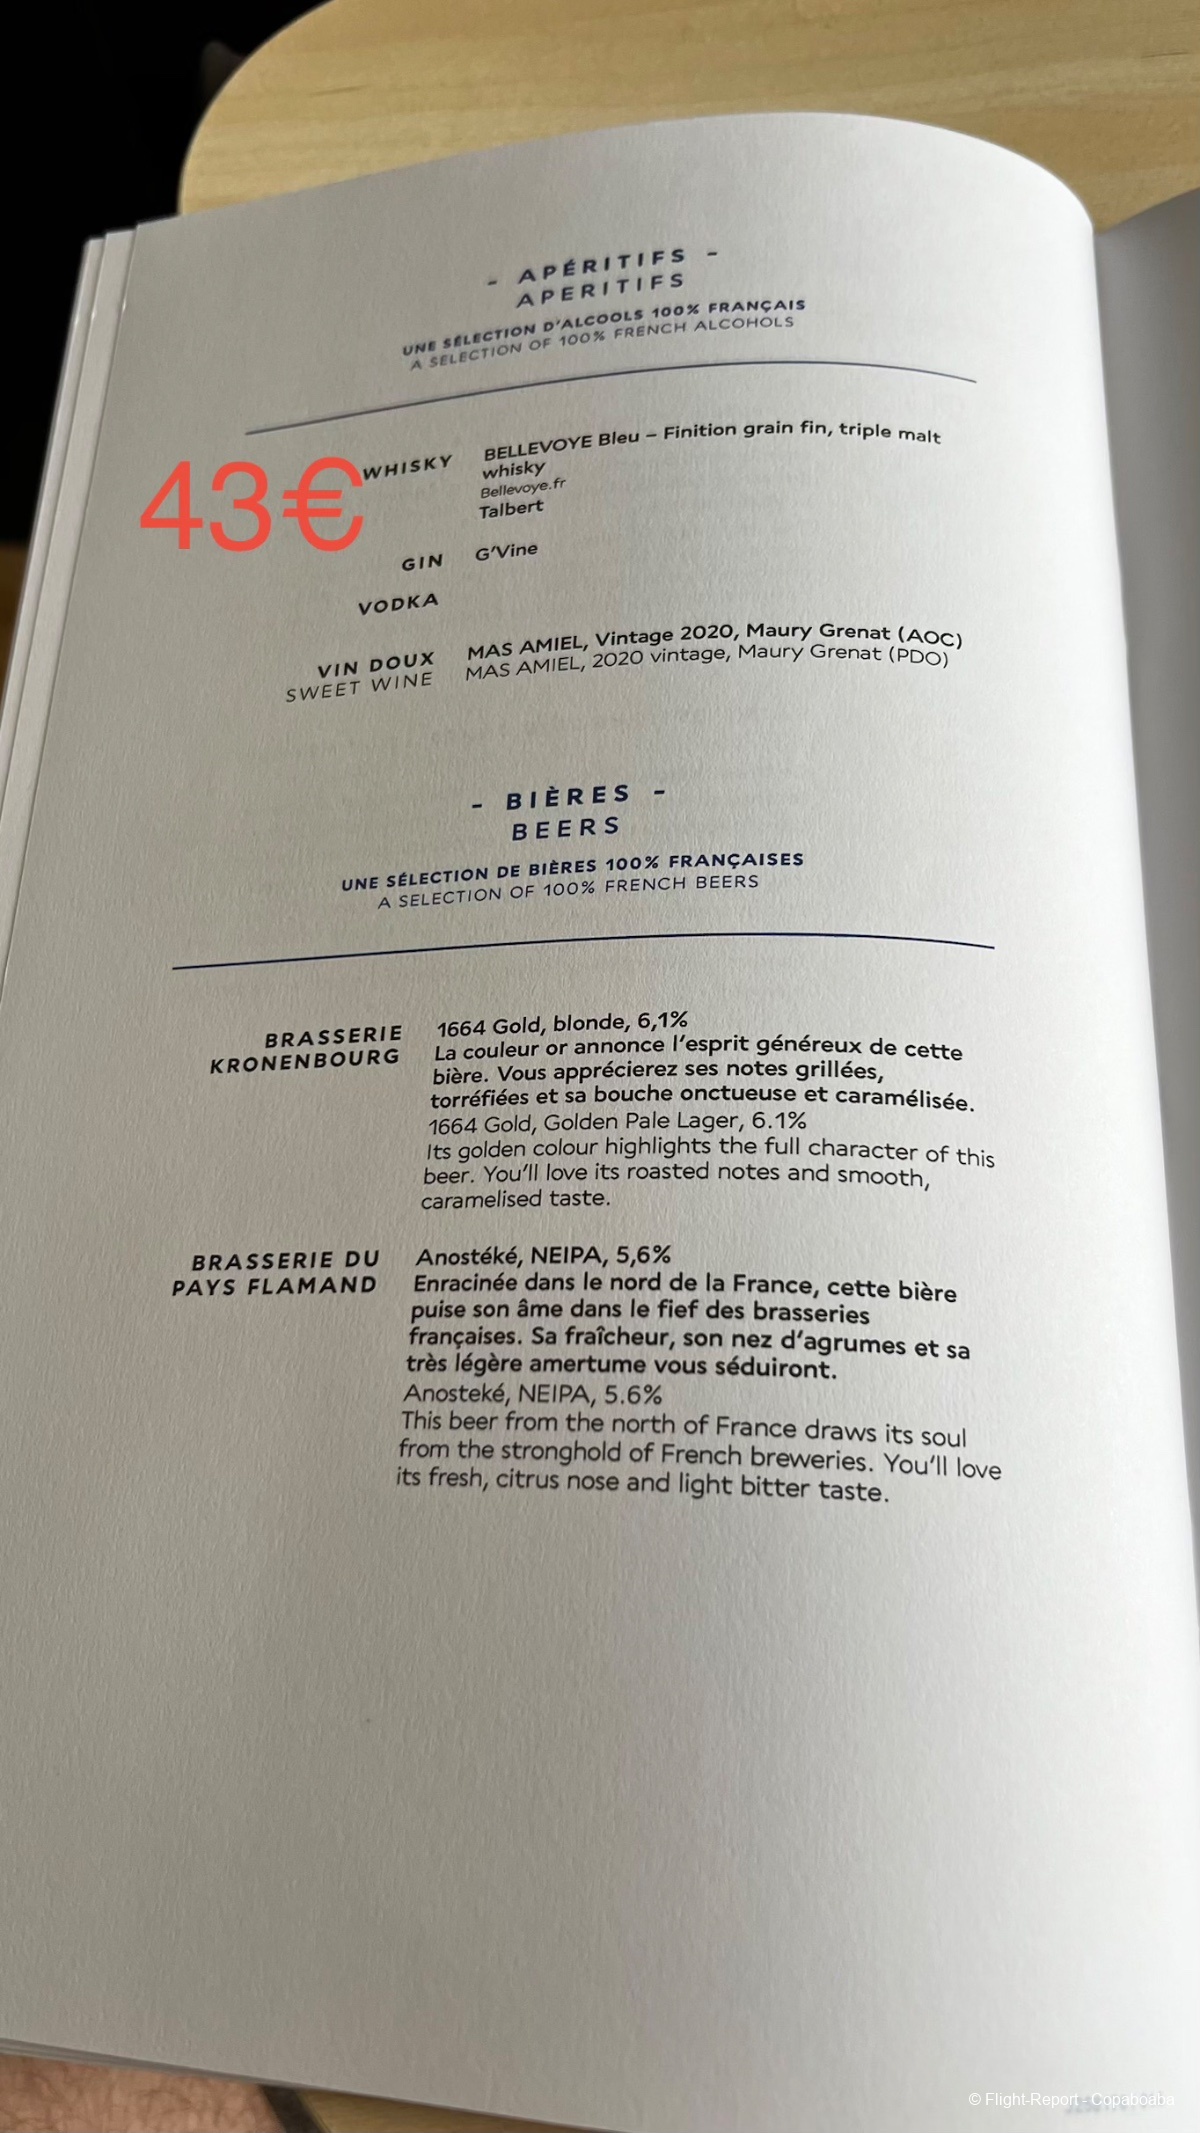 - APÉRITIFS -
APERITIFS
UNE SÉLECTION D'ALCOOLS 100% FRANÇAIS
A SELECTION OF 100% FRENCH ALCOHOLS
43€
WHISKY
BELLEVOYE Bleu – Finition grain fin, triple malt
whisky
Bellevoye.fr
Talbert
GIN
G'Vine
VODKA
VIN DOUX
SWEET WINE
MAS AMIEL, Vintage 2020, Maury Grenat (AOC)
MAS AMIEL, 2020 vintage, Maury Grenat (PDO)
- BIÈRES -
BEERS
UNE SÉLECTION DE BIÈRES 100% FRANÇAISES
A SELECTION OF 100% FRENCH BEERS
BRASSERIE
KRONENBOURG
1664 Gold, blonde, 6,1%
La couleur or annonce l'esprit généreux de cette
bière. Vous apprécierez ses notes grillées,
torréfiées et sa bouche onctueuse et caramélisée.
1664 Gold, Golden Pale Lager, 6.1%
Its golden colour highlights the full character of this
beer. You'll love its roasted notes and smooth,
caramelised taste.
BRASSERIE DU
PAYS FLAMAND
Anostéké, NEIPA, 5,6%
Enracinée dans le nord de la France, cette bière
puise son âme dans le fief des brasseries
françaises. Sa fraîcheur, son nez d'agrumes et sa
très légère amertume vous séduiront.
Anosteké, NEIPA, 5.6%
This beer from the north of France draws its soul
from the stronghold of French breweries. You'll love
its fresh, citrus nose and light bitter taste.
© Flight-Report - Copaboaba